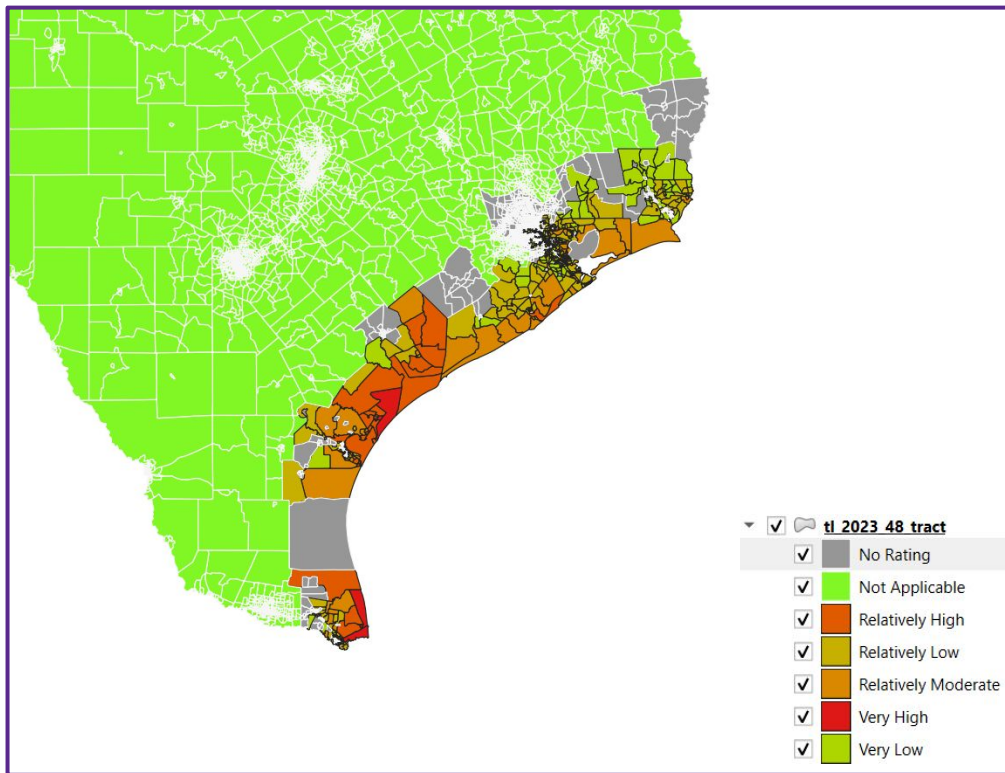 tl_2023_48_tract
No Rating
Not Applicable
Relatively High
Relatively Low
Relatively Moderate
Very High
Very Low